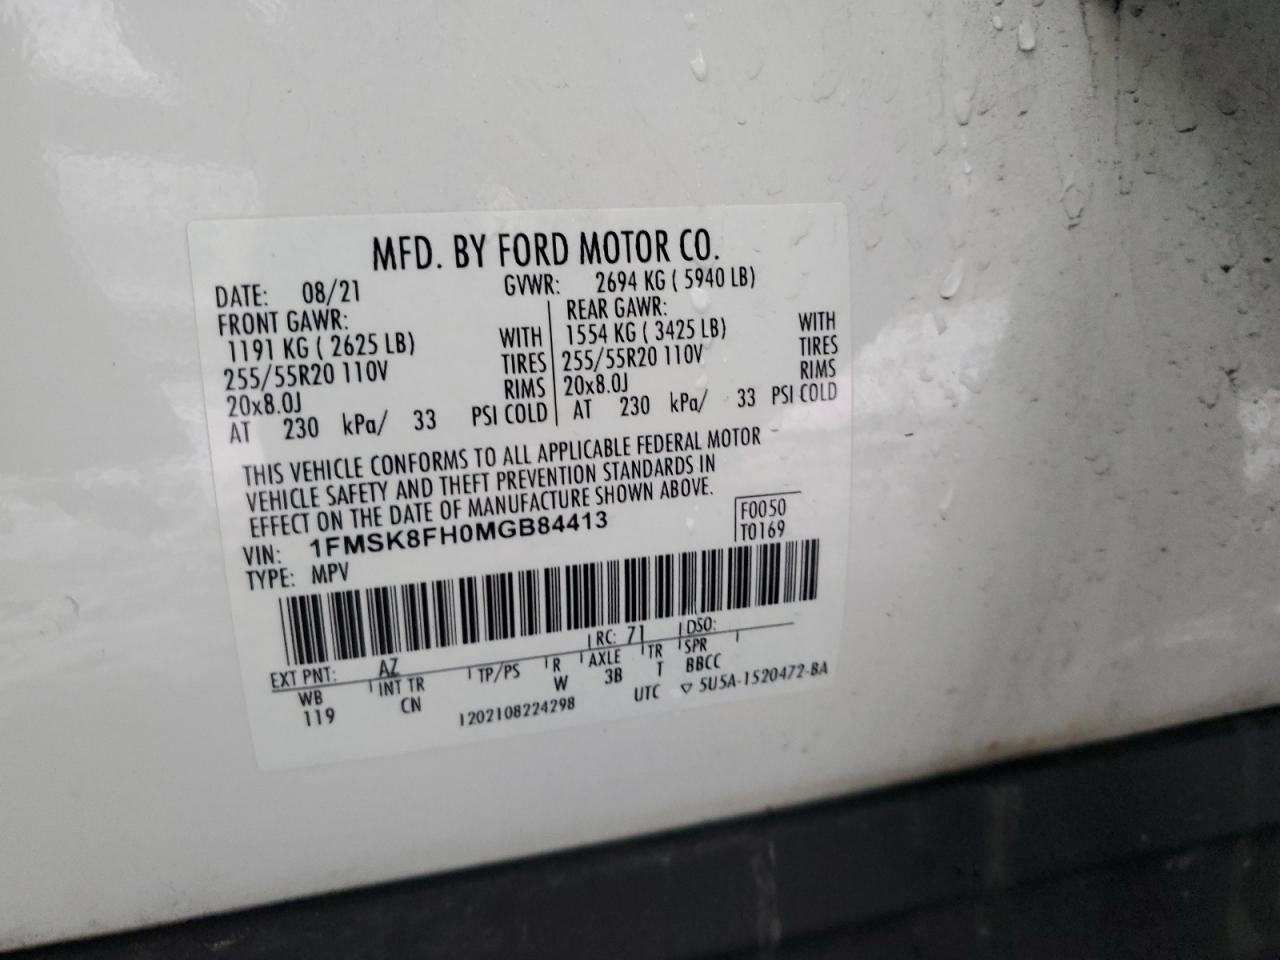 MFD. BY FORD MOTOR CO.
DATE: 08/21 GVWR: 2694 KG ( 5940 LB)
FRONT GAWR: REAR GAWR:
1191 KG ( 2625 LB) WITH 1554 KG ( 3425 LB) WITH
255/55R20 110V TIRES 255/55R20 110V TIRES
20x8.0J RIMS 20x8.0J RIMS
AT 230 kPa/ 33 PSI COLD AT 230 kPa/ 33 PSI COLD
THIS VEHICLE CONFORMS TO ALL APPLICABLE FEDERAL MOTOR
VEHICLE SAFETY AND THEFT PREVENTION STANDARDS IN
EFFECT ON THE DATE OF MANUFACTURE SHOWN ABOVE.
VIN: 1FMSK8FH0MGB84413 F0050
TYPE: MPV T0169
EXT PNT: AZ RC: 71 DSO:
WB INT TR TP/PS R AXLE TR SPR
119 CN W 3B T BBCC
1202108224298 UTC ▽ 5U5A-1520472-BA